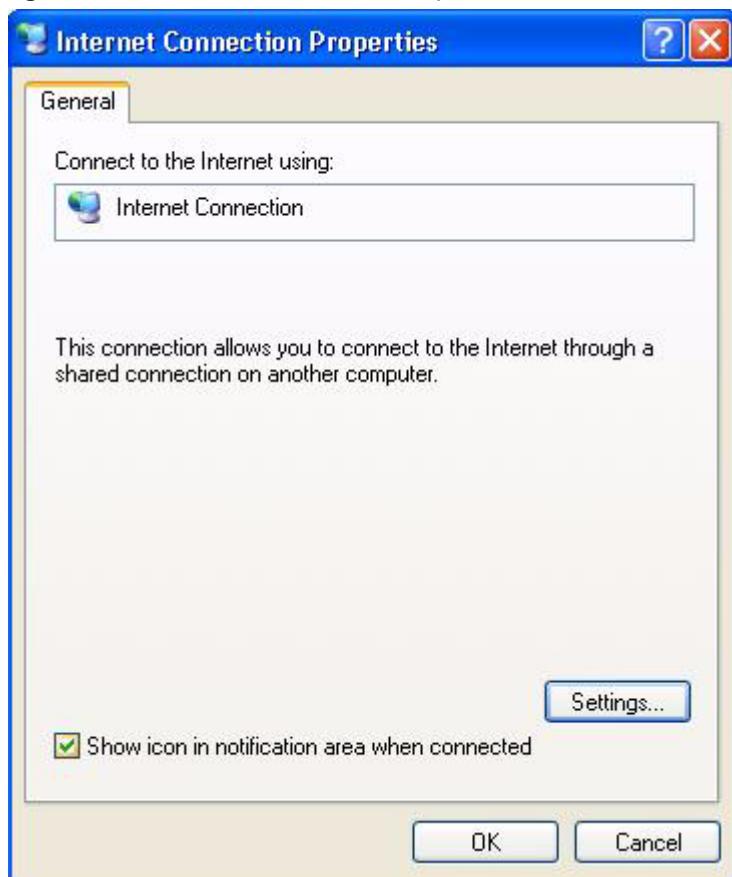 Internet Connection Properties
General
Connect to the Internet using:
Internet Connection
This connection allows you to connect to the Internet through a
shared connection on another computer.
Settings...
Show icon in notification area when connected
OK
Cancel